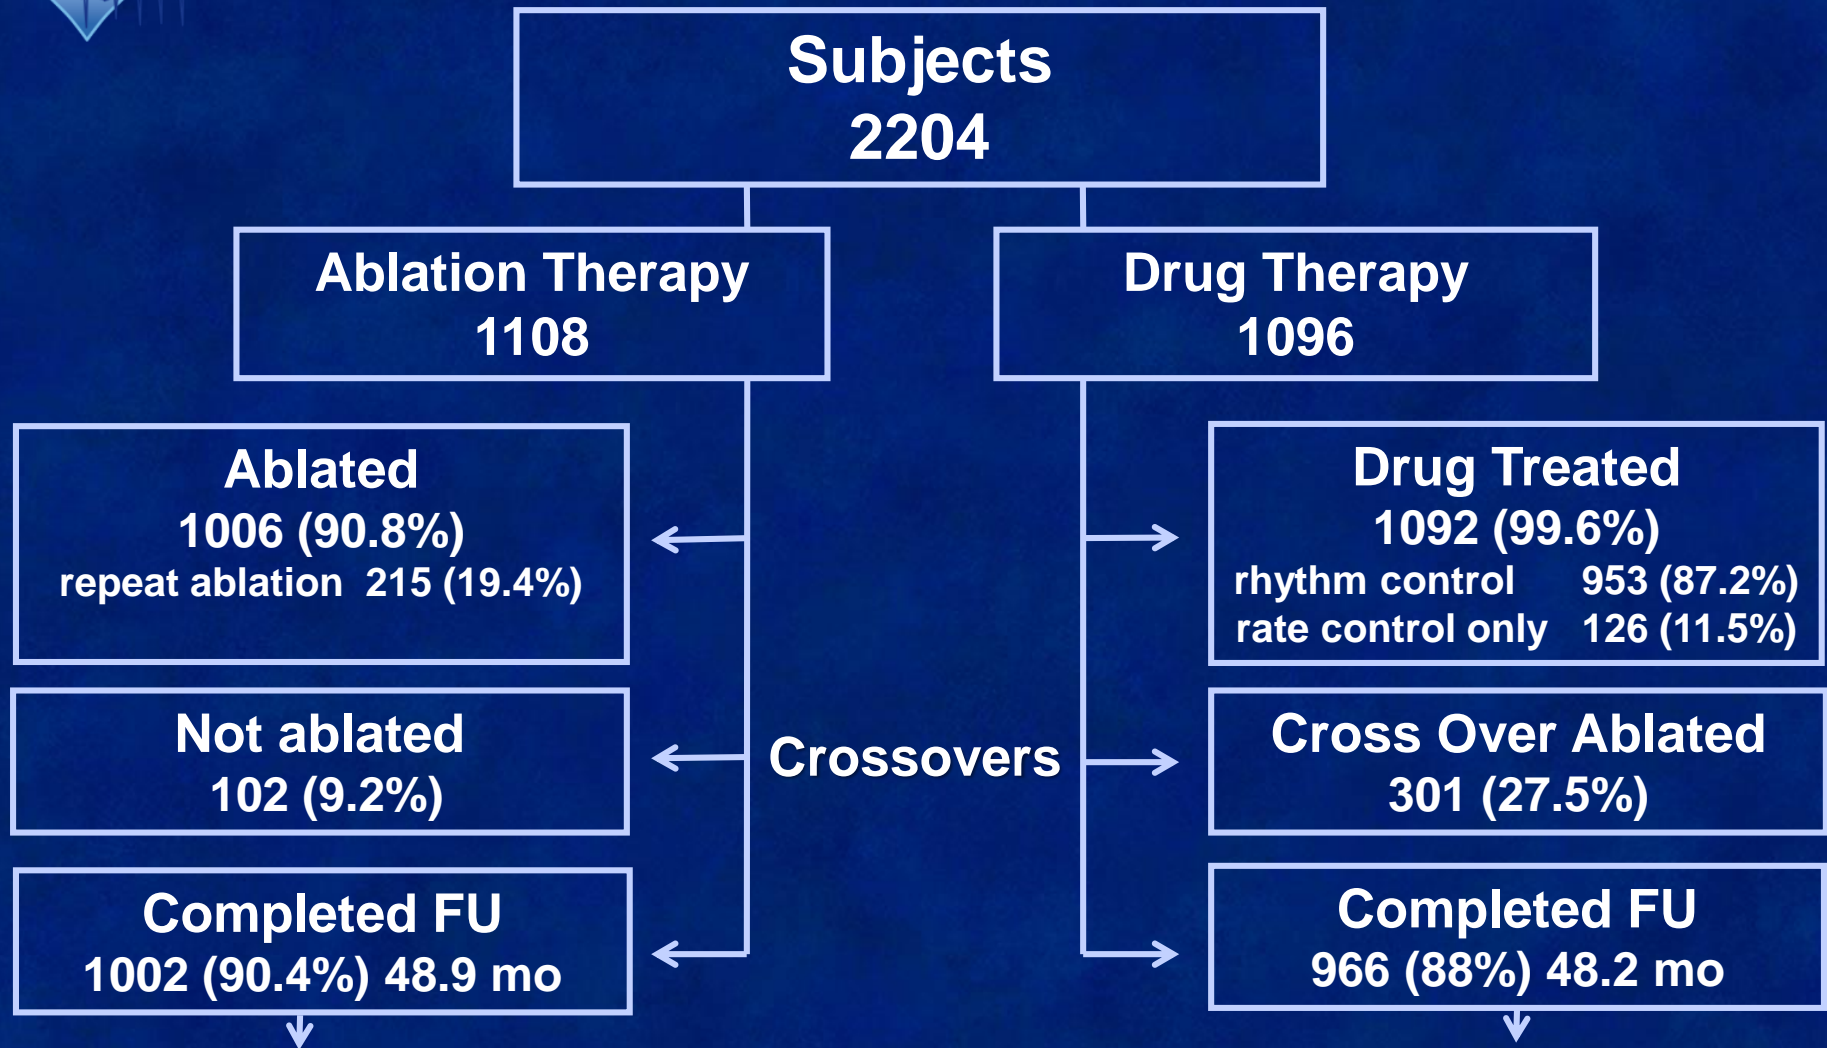 Subjects
2204
Ablation Therapy
1108
Drug Therapy
1096
Ablated
1006 (90.8%)
repeat ablation 215 (19.4%)
Drug Treated
1092 (99.6%)
rhythm control 953 (87.2%)
rate control only 126 (11.5%)
Not ablated
102 (9.2%)
Crossovers
Cross Over Ablated
301 (27.5%)
Completed FU
1002 (90.4%) 48.9 mo
Completed FU
966 (88%) 48.2 mo